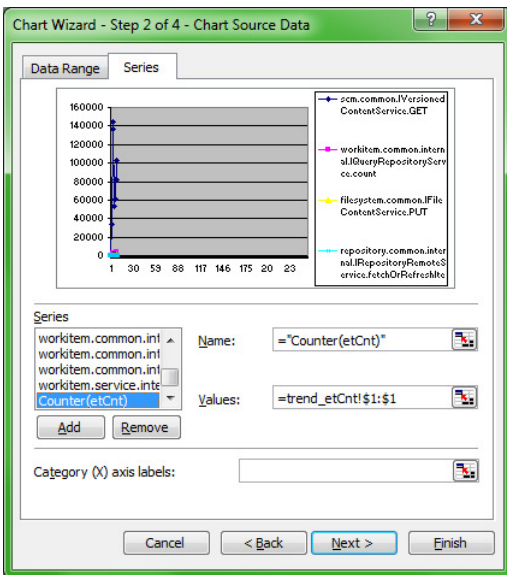 Chart Wizard - Step 2 of 4 - Chart Source Data
Data Range
Series
160000
140000
120000
100000
80000
60000
40000
20000
0
1 30 59 88 117 146 175 20 23
scm.common.IVersioned
ContentService.GET
workitem.common.intern
al.IQueryRepositoryServ
ce.count
filesystem.common.IFile
ContentService.PUT
repository.common.inter
nal.IRepositoryRemoteS
ervice.fetchOrRefreshIte
Series
workitem.common.int
workitem.common.int
workitem.common.int
workitem.service.inte
Counter(etCnt)
Name:
="Counter(etCnt)"
Values:
=trend_etCnt!$1:$1
Add
Remove
Category (X) axis labels:
Cancel
< Back
Next >
Finish